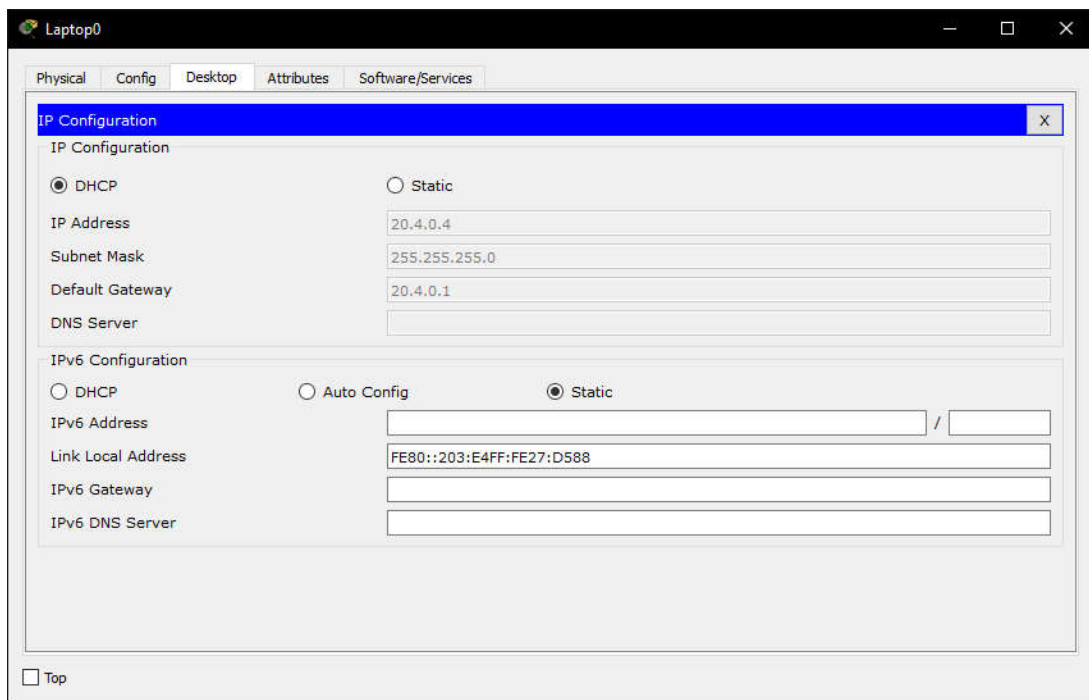 Laptop0
Physical Config Desktop Attributes Software/Services
IP Configuration X
IP Configuration
DHCP Static
IP Address 20.4.0.4
Subnet Mask 255.255.255.0
Default Gateway 20.4.0.1
DNS Server
IPv6 Configuration
DHCP Auto Config Static
IPv6 Address /
Link Local Address FE80::203:E4FF:FE27:D588
IPv6 Gateway
IPv6 DNS Server
Top